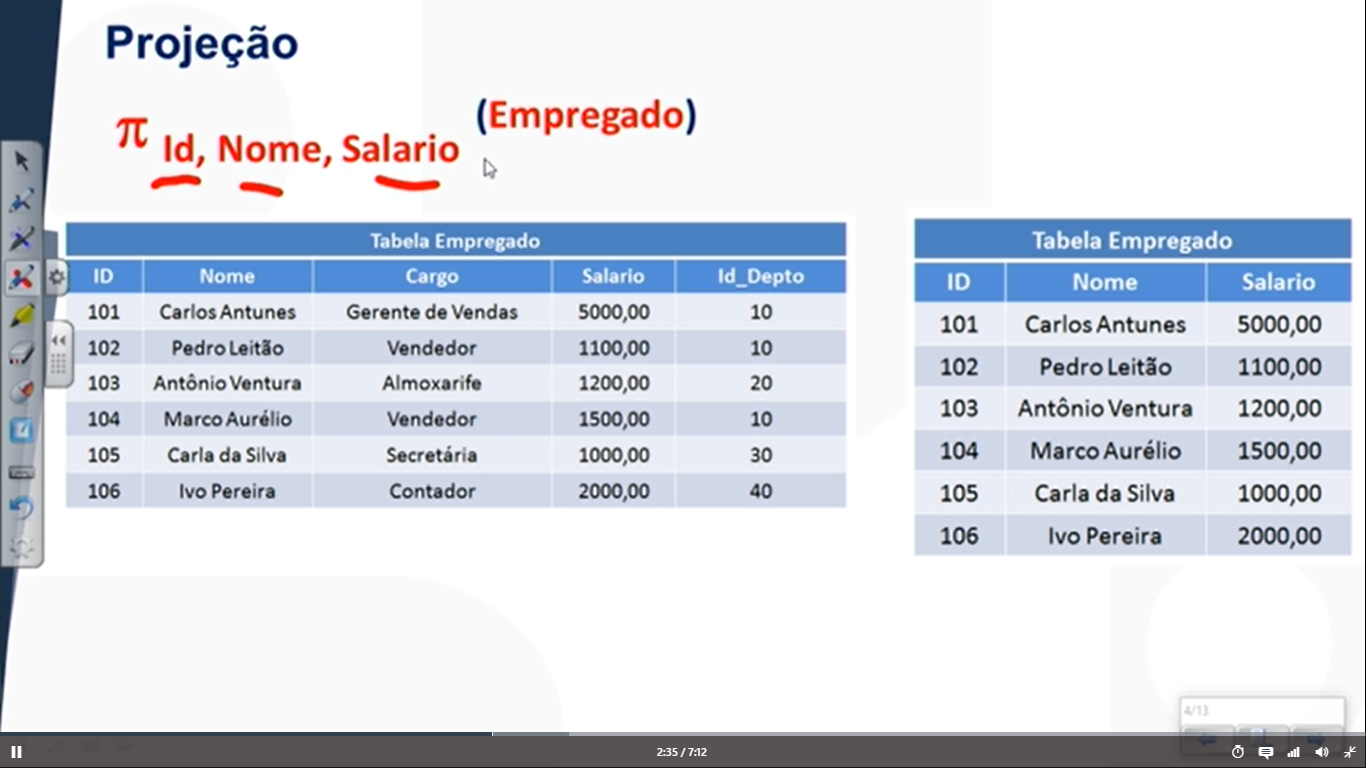 Projeção
π Id, Nome, Salario (Empregado)
Tabela Empregado
ID Nome Cargo Salario Id_Depto
101 Carlos Antunes Gerente de Vendas 5000,00 10
102 Pedro Leitão Vendedor 1100,00 10
103 Antônio Ventura Almoxarife 1200,00 20
104 Marco Aurélio Vendedor 1500,00 10
105 Carla da Silva Secretária 1000,00 30
106 Ivo Pereira Contador 2000,00 40
Tabela Empregado
ID Nome Salario
101 Carlos Antunes 5000,00
102 Pedro Leitão 1100,00
103 Antônio Ventura 1200,00
104 Marco Aurélio 1500,00
105 Carla da Silva 1000,00
106 Ivo Pereira 2000,00
4/13
2:35 / 7:12